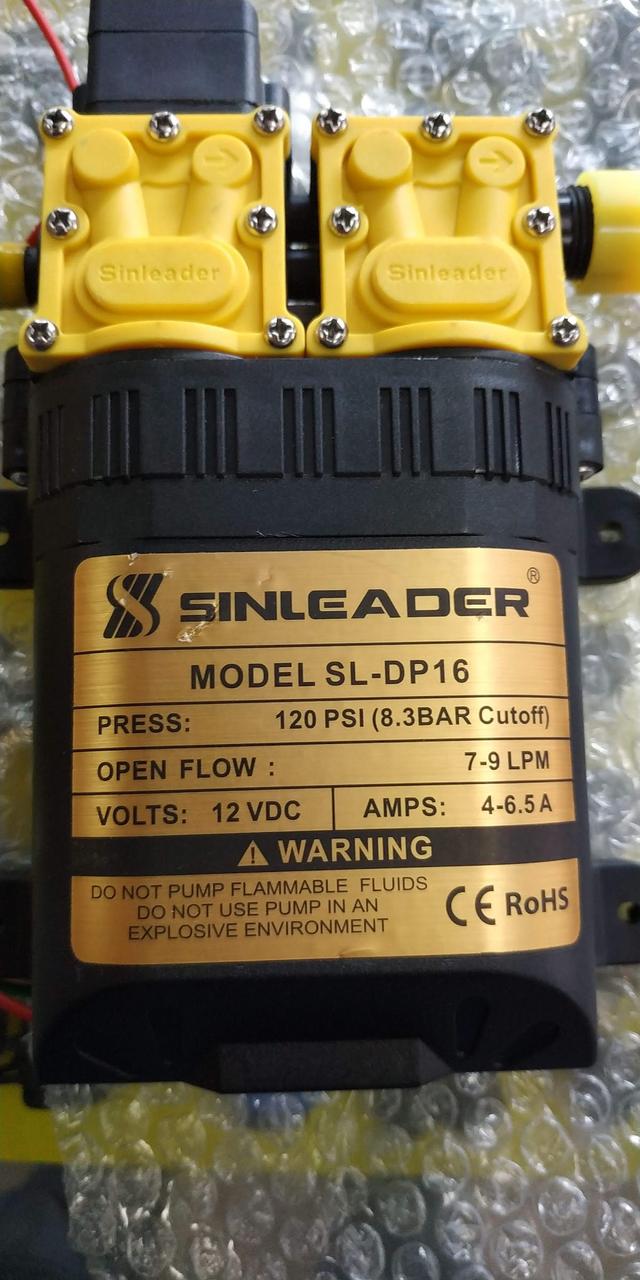 Sinleader Sinleader
SINLEADER ®
MODEL SL-DP16
PRESS: 120 PSI (8.3BAR Cutoff)
OPEN FLOW : 7-9 LPM
VOLTS: 12 VDC AMPS: 4-6.5 A
WARNING
DO NOT PUMP FLAMMABLE FLUIDS
DO NOT USE PUMP IN AN
EXPLOSIVE ENVIRONMENT
CE RoHS